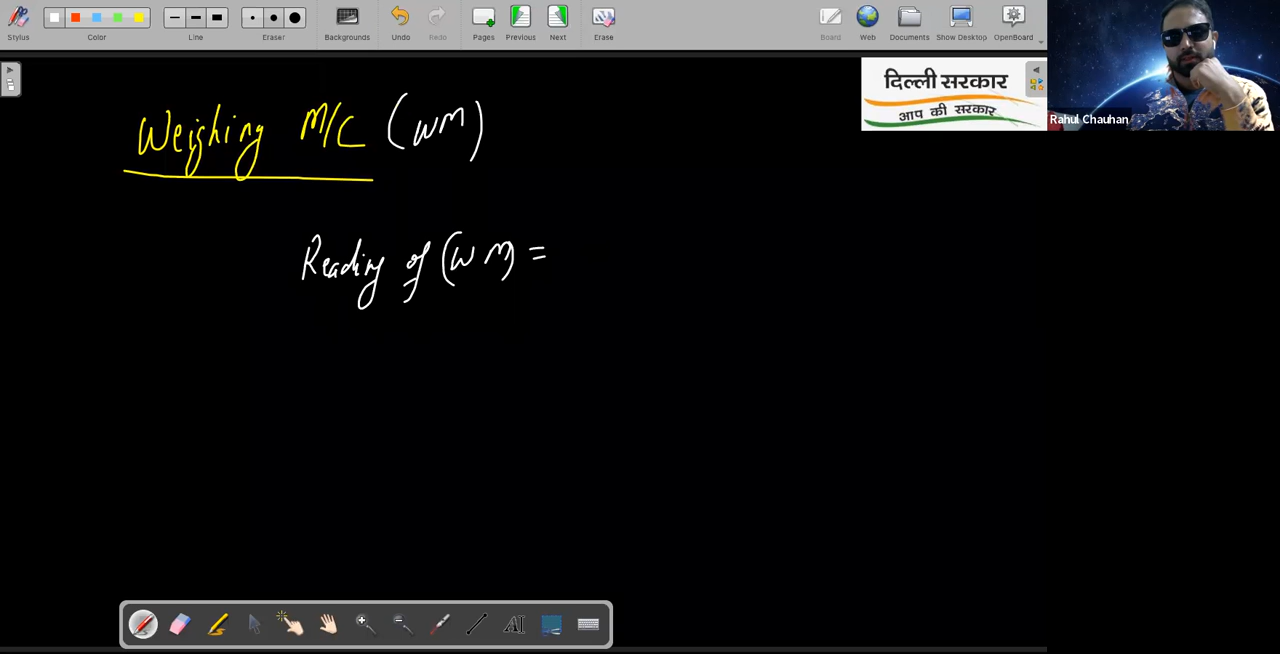 Stylus Color Line Eraser Backgrounds Undo Redo Pages Previous Next Erase Board Web Documents Show Desktop OpenBoard
Weighing M/C (WM)
दिल्ली सरकार
आप की सरकार
Rahul Chauhan
Reading of (WM) =
AI